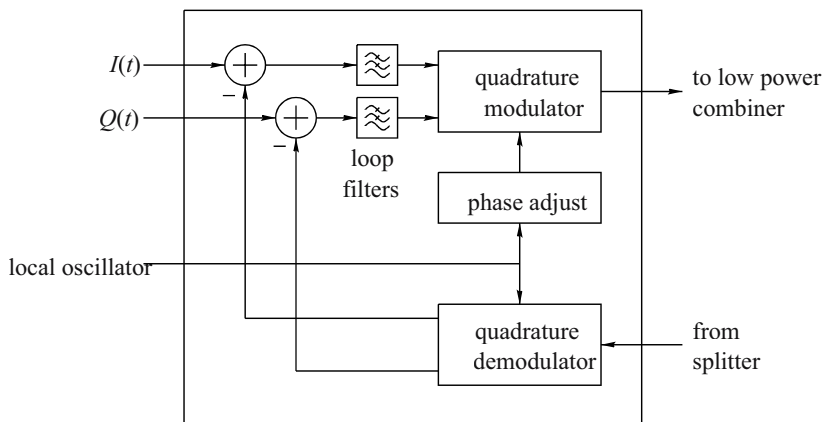 I(t)
Q(t)
+
−
+
−
loop
filters
quadrature
modulator
to low power
combiner
phase adjust
local oscillator
quadrature
demodulator
from
splitter